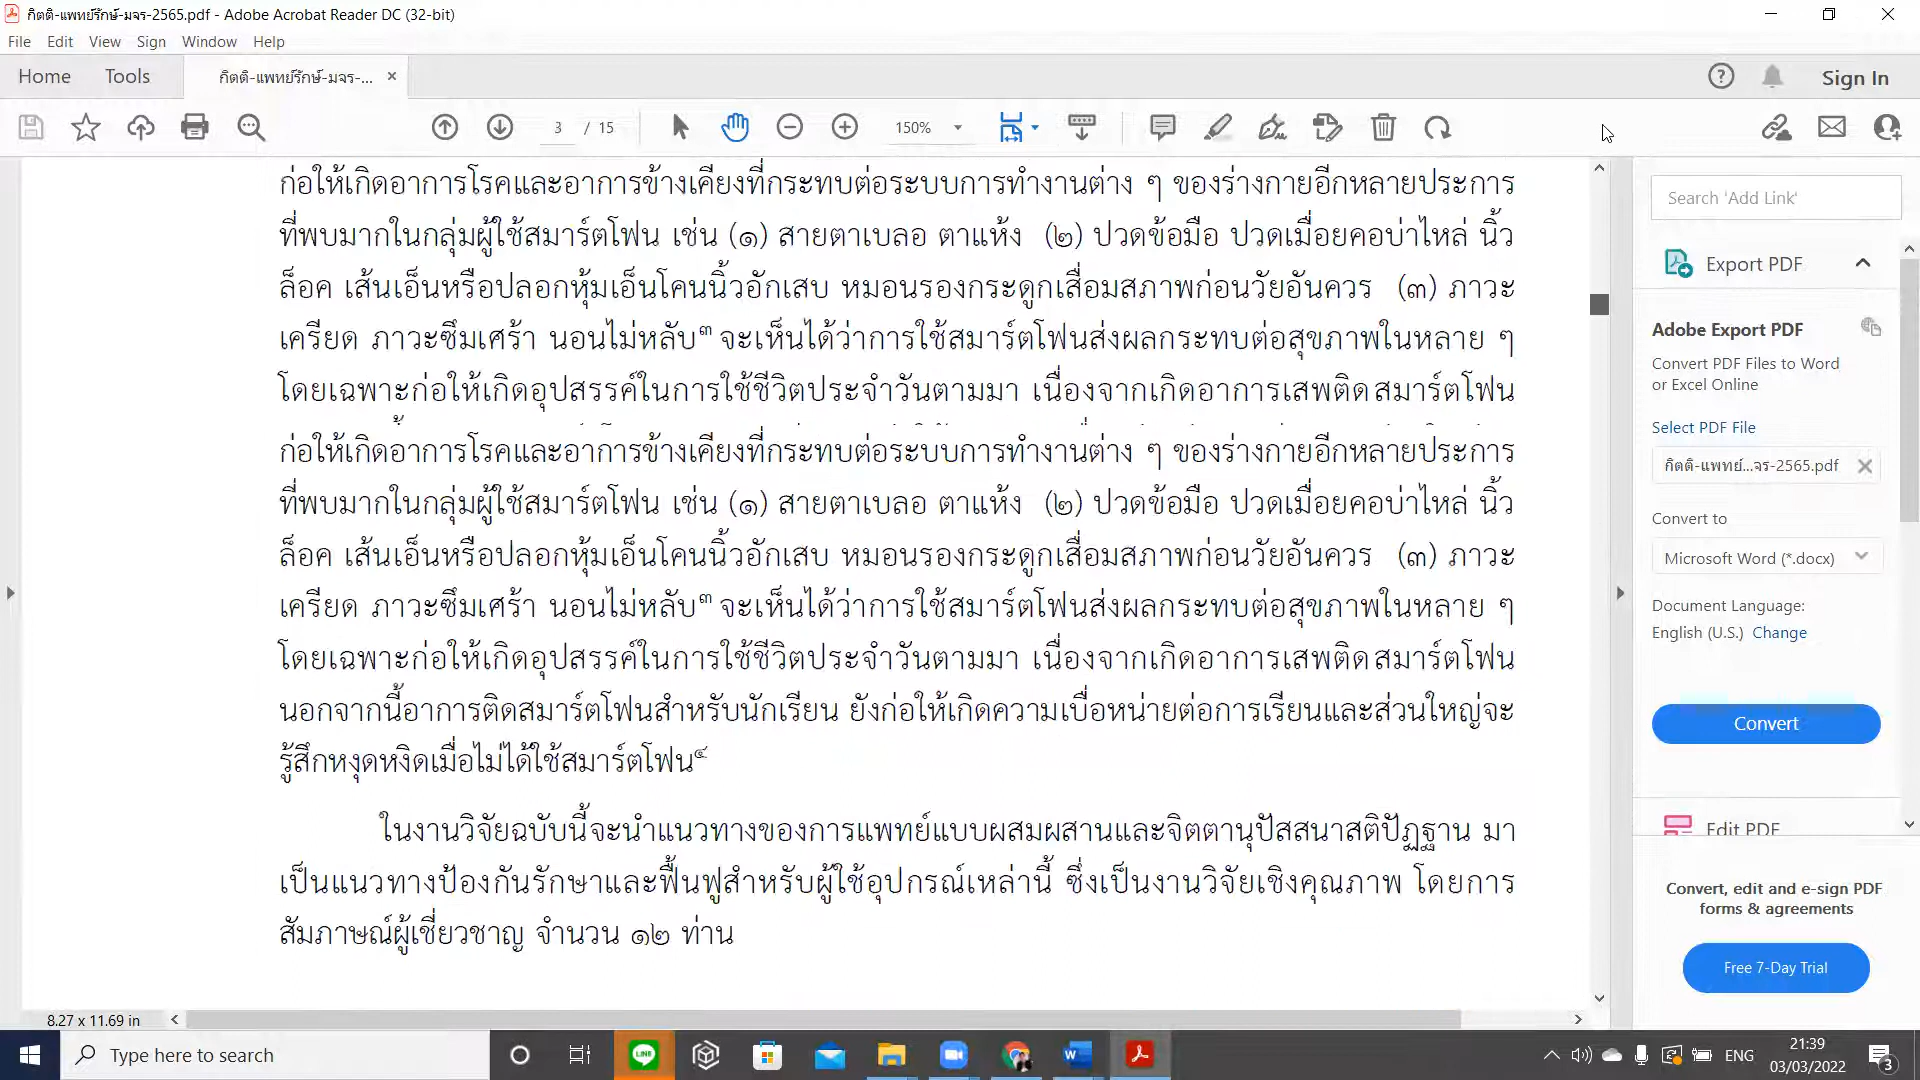 กิตติ-แพทย์รักษ์-มจร-2565.pdf - Adobe Acrobat Reader DC (32-bit)
File Edit View Sign Window Help
Home Tools กิตติ-แพทย์รักษ์-มจร-... Sign In
3 / 15 150%
ก่อให้เกิดอาการโรคและอาการข้างเคียงที่กระทบต่อระบบการทำงานต่าง ๆ ของร่างกายอีกหลายประการ
ที่พบมากในกลุ่มผู้ใช้สมาร์ตโฟน เช่น (๑) สายตาเบลอ ตาแห้ง (๒) ปวดข้อมือ ปวดเมื่อยคอบ่าไหล่ นิ้ว
ล็อค เส้นเอ็นหรือปลอกหุ้มเอ็นโคนนิ้วอักเสบ หมอนรองกระดูกเสื่อมสภาพก่อนวัยอันควร (๓) ภาวะ
เครียด ภาวะซึมเศร้า นอนไม่หลับ๓ จะเห็นได้ว่าการใช้สมาร์ตโฟนส่งผลกระทบต่อสุขภาพในหลาย ๆ
โดยเฉพาะก่อให้เกิดอุปสรรค์ในการใช้ชีวิตประจำวันตามมา เนื่องจากเกิดอาการเสพติดสมาร์ตโฟน
ก่อให้เกิดอาการโรคและอาการข้างเคียงที่กระทบต่อระบบการทำงานต่าง ๆ ของร่างกายอีกหลายประการ
ที่พบมากในกลุ่มผู้ใช้สมาร์ตโฟน เช่น (๑) สายตาเบลอ ตาแห้ง (๒) ปวดข้อมือ ปวดเมื่อยคอบ่าไหล่ นิ้ว
ล็อค เส้นเอ็นหรือปลอกหุ้มเอ็นโคนนิ้วอักเสบ หมอนรองกระดูกเสื่อมสภาพก่อนวัยอันควร (๓) ภาวะ
เครียด ภาวะซึมเศร้า นอนไม่หลับ๓ จะเห็นได้ว่าการใช้สมาร์ตโฟนส่งผลกระทบต่อสุขภาพในหลาย ๆ
โดยเฉพาะก่อให้เกิดอุปสรรค์ในการใช้ชีวิตประจำวันตามมา เนื่องจากเกิดอาการเสพติดสมาร์ตโฟน
นอกจากนี้อาการติดสมาร์ตโฟนสำหรับนักเรียน ยังก่อให้เกิดความเบื่อหน่ายต่อการเรียนและส่วนใหญ่จะ
รู้สึกหงุดหงิดเมื่อไม่ได้ใช้สมาร์ตโฟน๔
ในงานวิจัยฉบับนี้จะนำแนวทางของการแพทย์แบบผสมผสานและจิตตานุปัสสนาสติปัฏฐาน มา
เป็นแนวทางป้องกันรักษาและฟื้นฟูสำหรับผู้ใช้อุปกรณ์เหล่านี้ ซึ่งเป็นงานวิจัยเชิงคุณภาพ โดยการ
สัมภาษณ์ผู้เชี่ยวชาญ จำนวน ๑๒ ท่าน
8.27 x 11.69 in
Search 'Add Link'
Export PDF
Adobe Export PDF
Convert PDF Files to Word
or Excel Online
Select PDF File
กิตติ-แพทย์...จร-2565.pdf
Convert to
Microsoft Word (*.docx)
Document Language:
English (U.S.) Change
Convert
Edit PDF
Convert, edit and e-sign PDF
forms & agreements
Free 7-Day Trial
Type here to search
LINE
ENG
21:39
03/03/2022
3